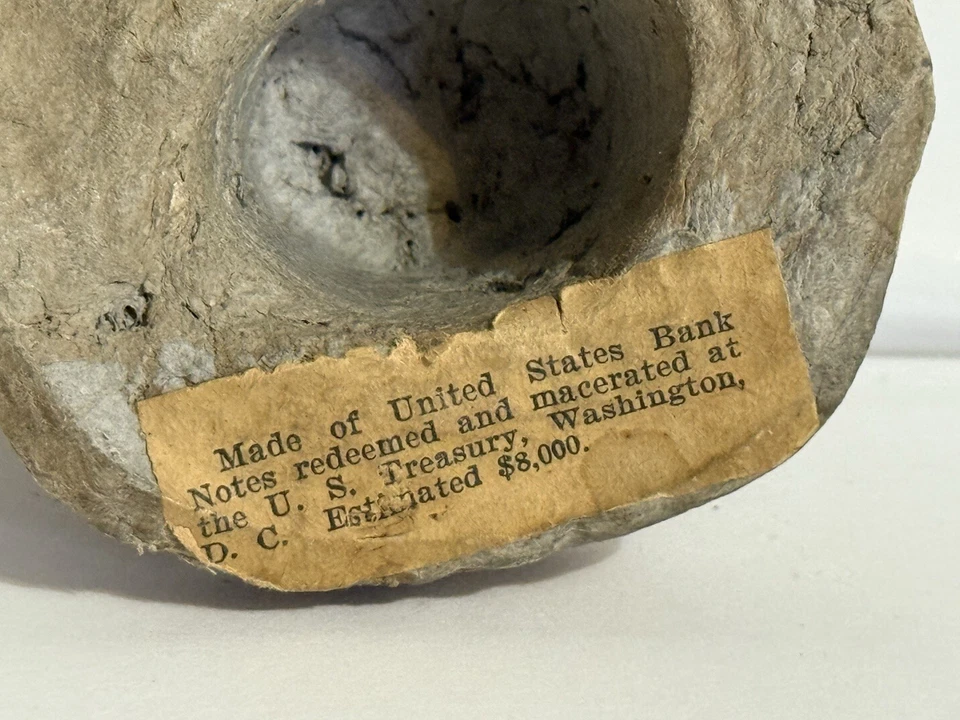 Made of United States Bank
Notes redeemed and macerated at
the U. S. Treasury, Washington,
D. C. Estimated $8,000.